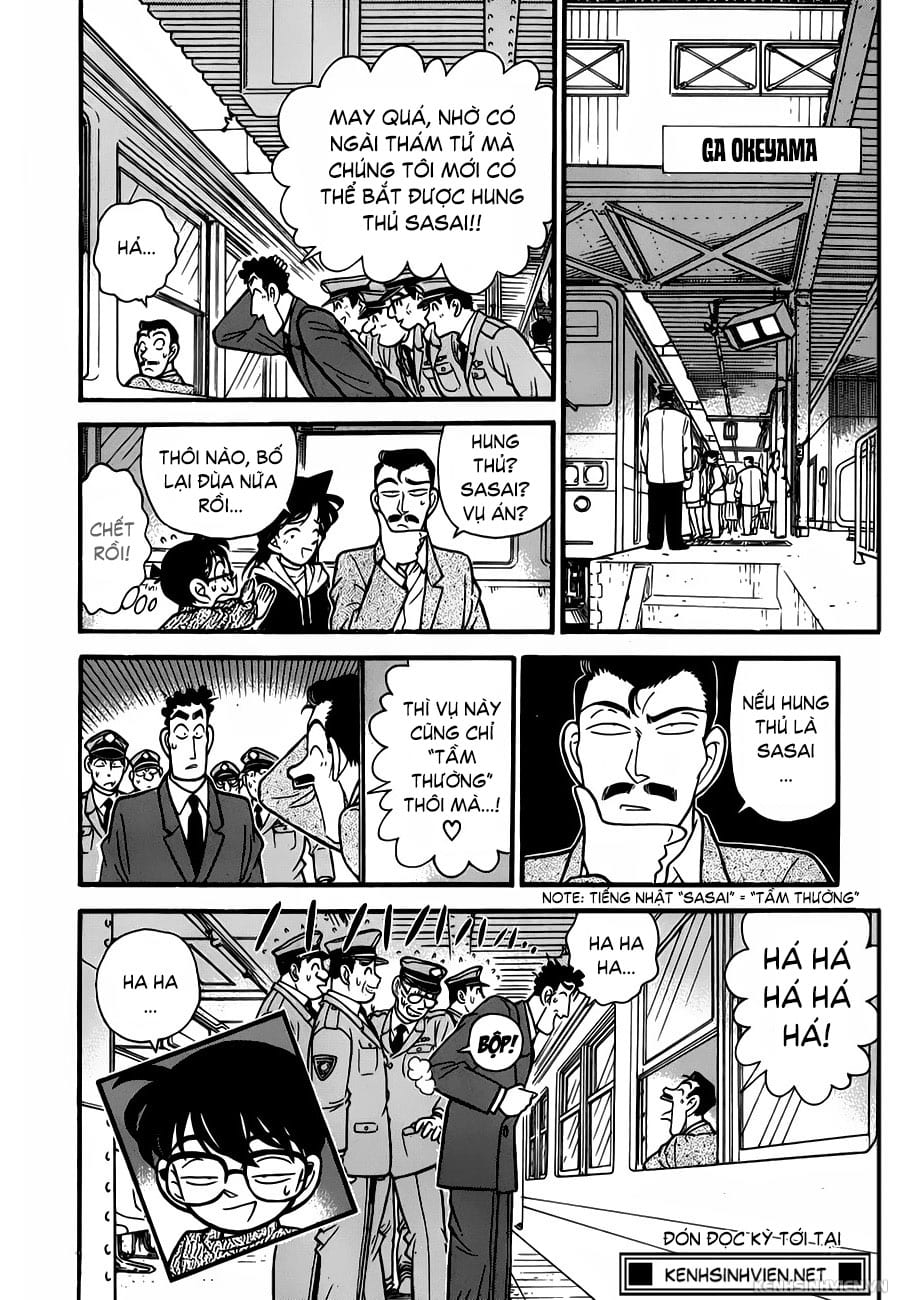 GA OKEYAMA
MAY QUÁ, NHỜ CÓ
NGÀI THÁM TỬ MÀ
CHÚNG TÔI MỚI CÓ
THỂ BẮT ĐƯỢC HUNG
THỦ SASAI!!
HẢ...
HUNG
THỦ?
SASAI?
VỤ ÁN?
THÔI NÀO, BỐ
LẠI ĐÙA NỮA
RỒI...
CHẾT
RỒI!
NẾU HUNG
THỦ LÀ
SASAI
...
THÌ VỤ NÀY
CŨNG CHỈ
“TẦM
THƯỜNG”
THÔI MÀ...!
♡
NOTE: TIẾNG NHẬT “SASAI” = “TẦM THƯỜNG”
HÁ HÁ
HÁ HÁ
HÁ!
HA HA
HA...
BỘP!
HA HA
...
ĐÓN ĐỌC KỲ TỚI TẠI
KENHSINHVIEN.NET
KENHSINHVIEN.VN